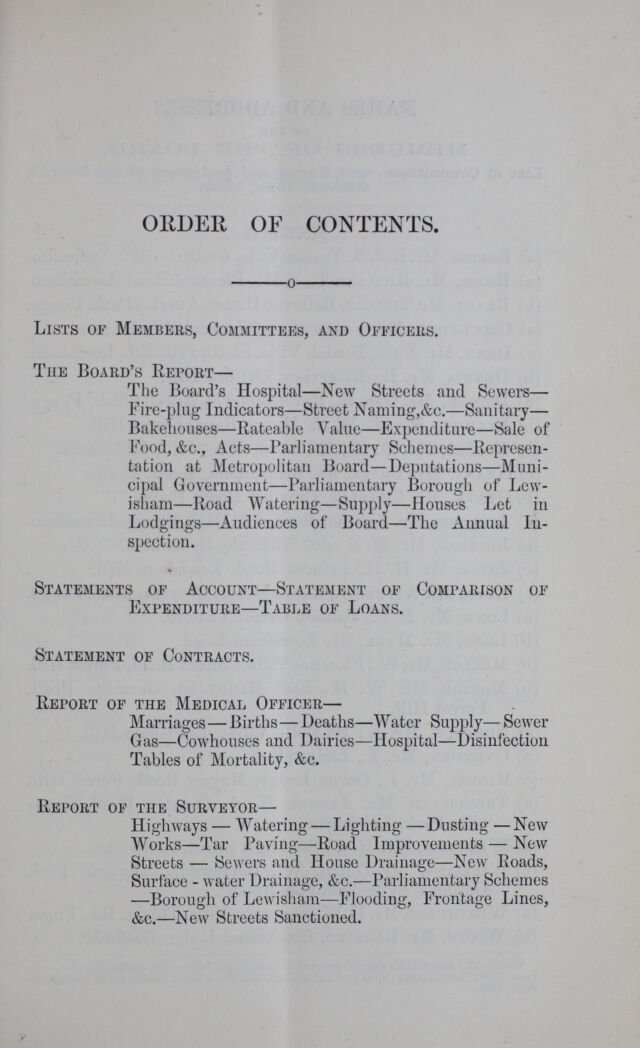 ORDER OF CONTENTS.
o
LISTS OF MEMBERS, COMMITTEES, AND OFFICERS.
THE BOARD'S REPORT—
The Board's Hospital—New Streets and Sewers—
Fire-plug Indicators—Street Naming,&c.—Sanitary—
Bakehouses—Rateable Value—Expenditure—Sale of
Food, &c., Acts—Parliamentary Schemes—Represen-
tation at Metropolitan Board—Deputations—Muni-
cipal Government—Parliamentary Borough of Lew-
isham—Road Watering—Supply—Houses Let in
Lodgings—Audiences of Board—The Annual In-
spection.
STATEMENTS OF ACCOUNT—STATEMENT OF COMPARISON OF
EXPENDITURE—TABLE OF LOANS.
STATEMENT OF CONTRACTS.
REPORT OF THE MEDICAL OFFICER—
Marriages—Births—Deaths—Water Supply—Sewer
Gas—Cowhouses and Dairies—Hospital—Disinfection
Tables of Mortality, &c.
REPORT OF THE SURVEYOR—
Highways — Watering — Lighting — Dusting — New
Works—Tar Paving—Road Improvements — New
Streets — Sewers and House Drainage—New Roads,
Surface - water Drainage, &c.—Parliamentary Schemes
—Borough of Lewisham—Flooding, Frontage Lines,
&c.—New Streets Sanctioned.